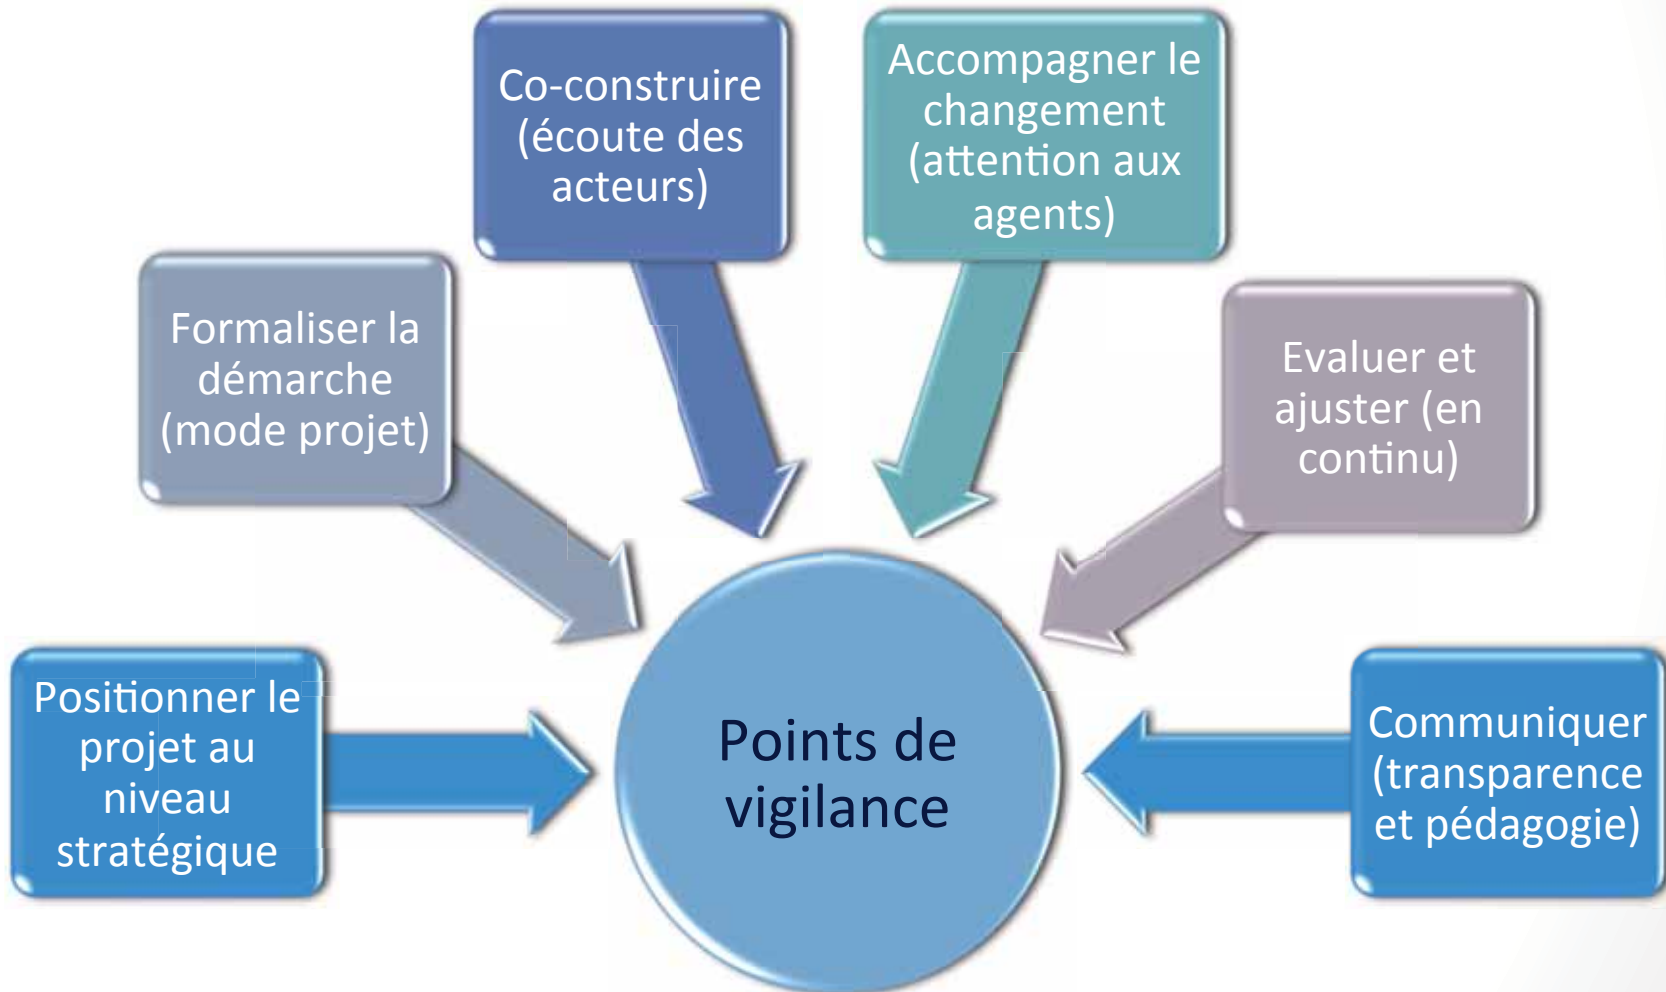 Positionner le
projet au
niveau
stratégique
Formaliser la
démarche
(mode projet)
Co-construire
(écoute des
acteurs)
Accompagner le
changement
(attention aux
agents)
Evaluer et
ajuster (en
continu)
Communiquer
(transparence
et pédagogie)
Points de
vigilance